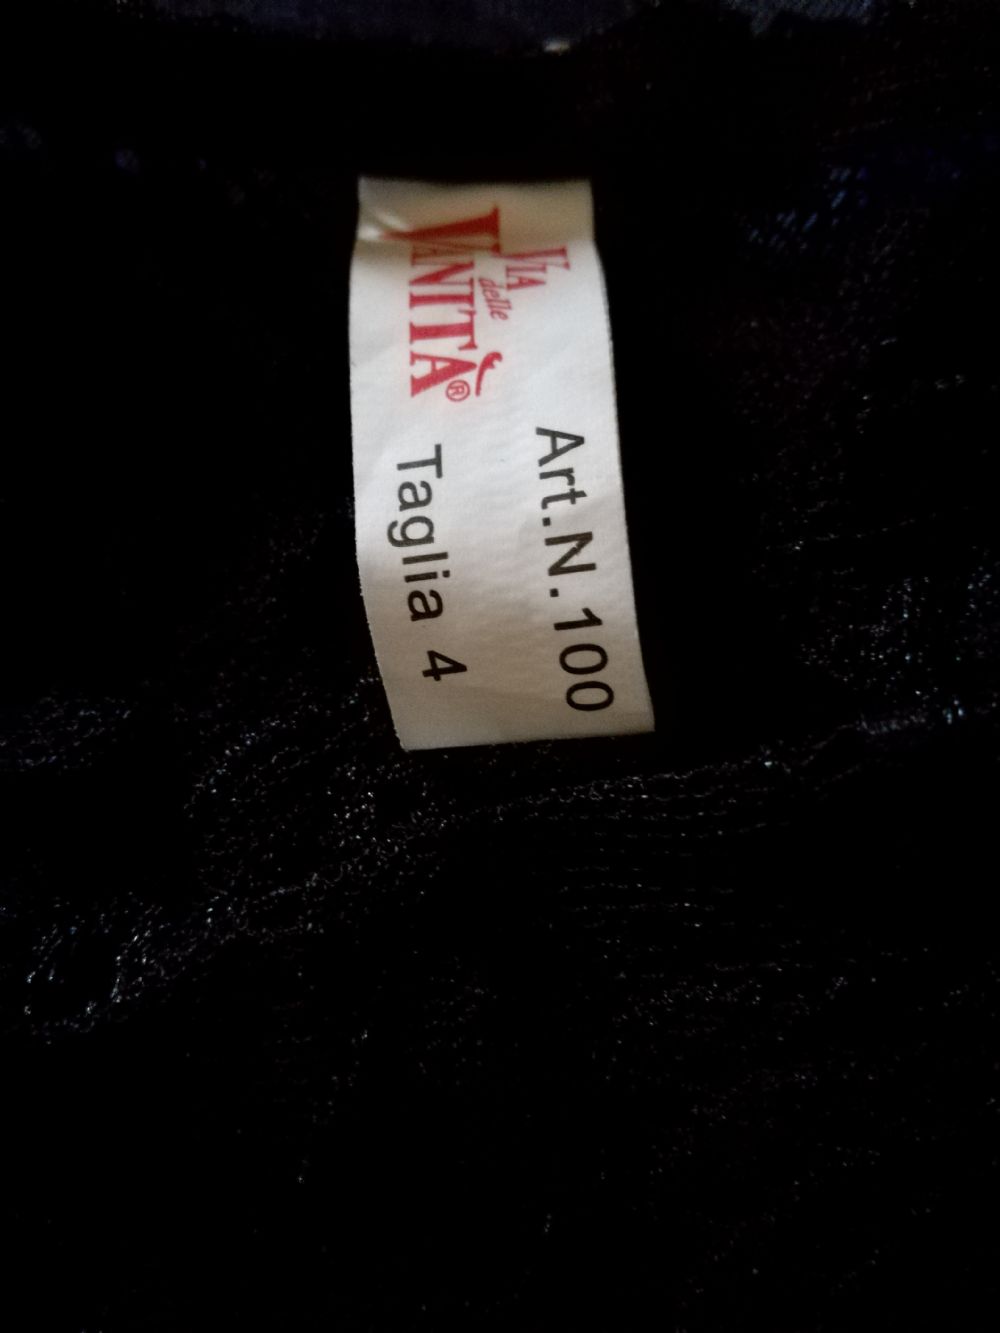 VIA
delle
VANITÀ®
Art.N.100
Taglia 4